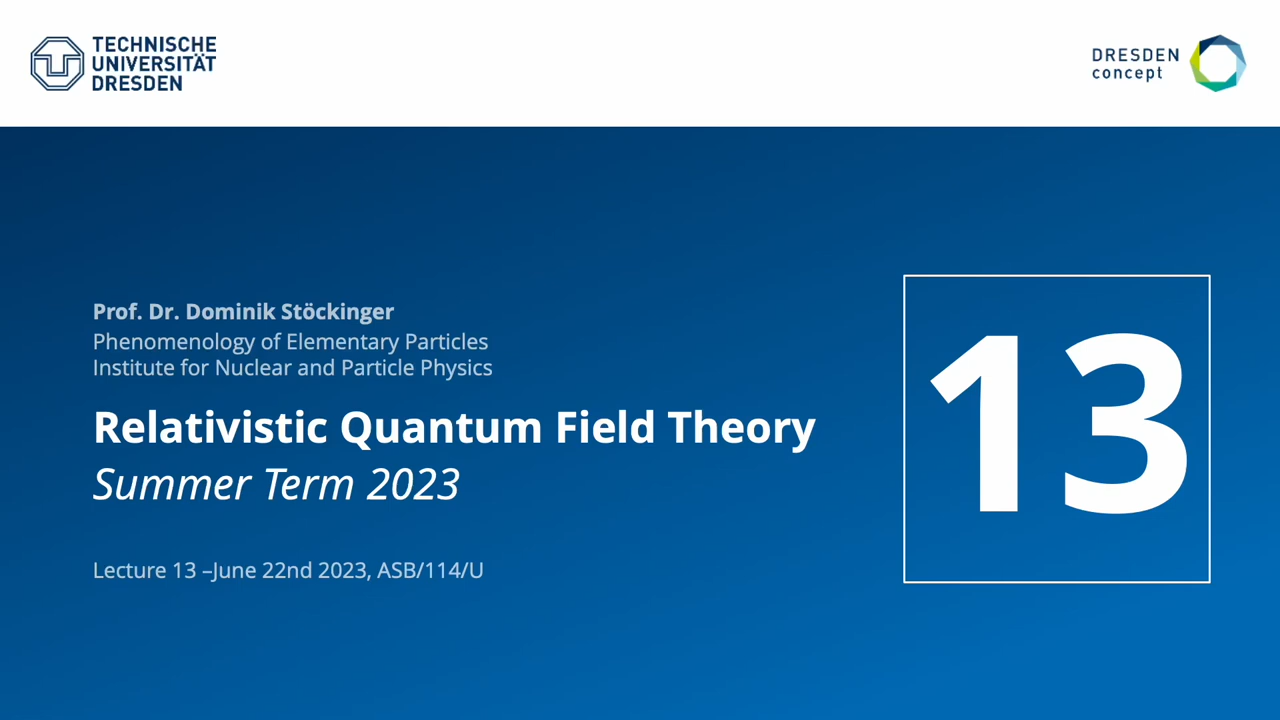 TECHNISCHE
UNIVERSITÄT
DRESDEN
DRESDEN
concept
Prof. Dr. Dominik Stöckinger
Phenomenology of Elementary Particles
Institute for Nuclear and Particle Physics
Relativistic Quantum Field Theory
Summer Term 2023
Lecture 13 –June 22nd 2023, ASB/114/U
13